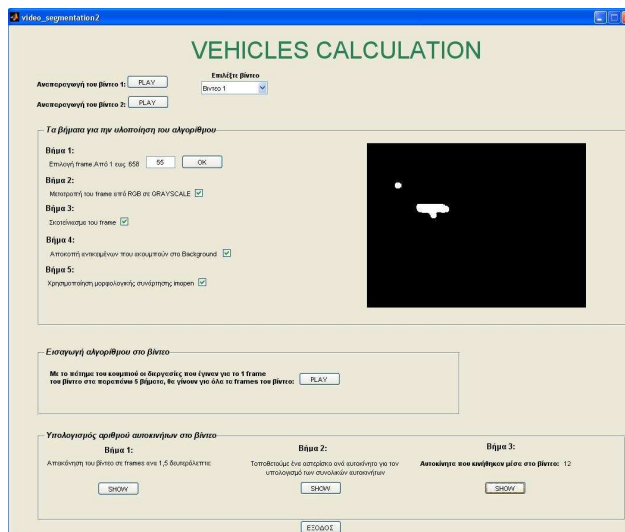 video_segmentation2
VEHICLES CALCULATION
Αναπαραγωγή του βίντεο 1: PLAY
Επιλέξτε βίντεο
Βίντεο 1
Αναπαραγωγή του βίντεο 2: PLAY
Τα βήματα για την υλοποίηση του αλγορίθμου
Βήμα 1:
Επιλογή frame.Από 1 εως 658 55 OK
Βήμα 2:
Μετατροπή του frame από RGB σε GRAYSCALE
Βήμα 3:
Σκοτείνιασμα του frame
Βήμα 4:
Αποκοπή αντικειμένων που ακουμπούν στο Background
Βήμα 5:
Χρησιμοποίηση μορφολογικής συνάρτησης imopen
Εισαγωγή αλγορίθμου στο βίντεο
Με το πάτημα του κουμπιού οι διεργασίες που έγιναν για το 1 frame
του βίντεο στα παραπάνω 5 βήματα, θα γίνουν για όλα τα frames του βίντεο: PLAY
Υπολογισμός αριθμού αυτοκινήτων στο βίντεο
Βήμα 1:
Απεικόνηση του βίντεο σε frames ανα 1,5 δευτερόλεπτα:
SHOW
Βήμα 2:
Τοποθετούμε ένα αστερίσκο ανά αυτοκίνητο για τον
υπολογισμό των συνολικών αυτοκινήτων
SHOW
Βήμα 3:
Αυτοκίνητα που κινήθηκαν μέσα στο βίντεο: 12
SHOW
ΕΞΟΔΟΣ